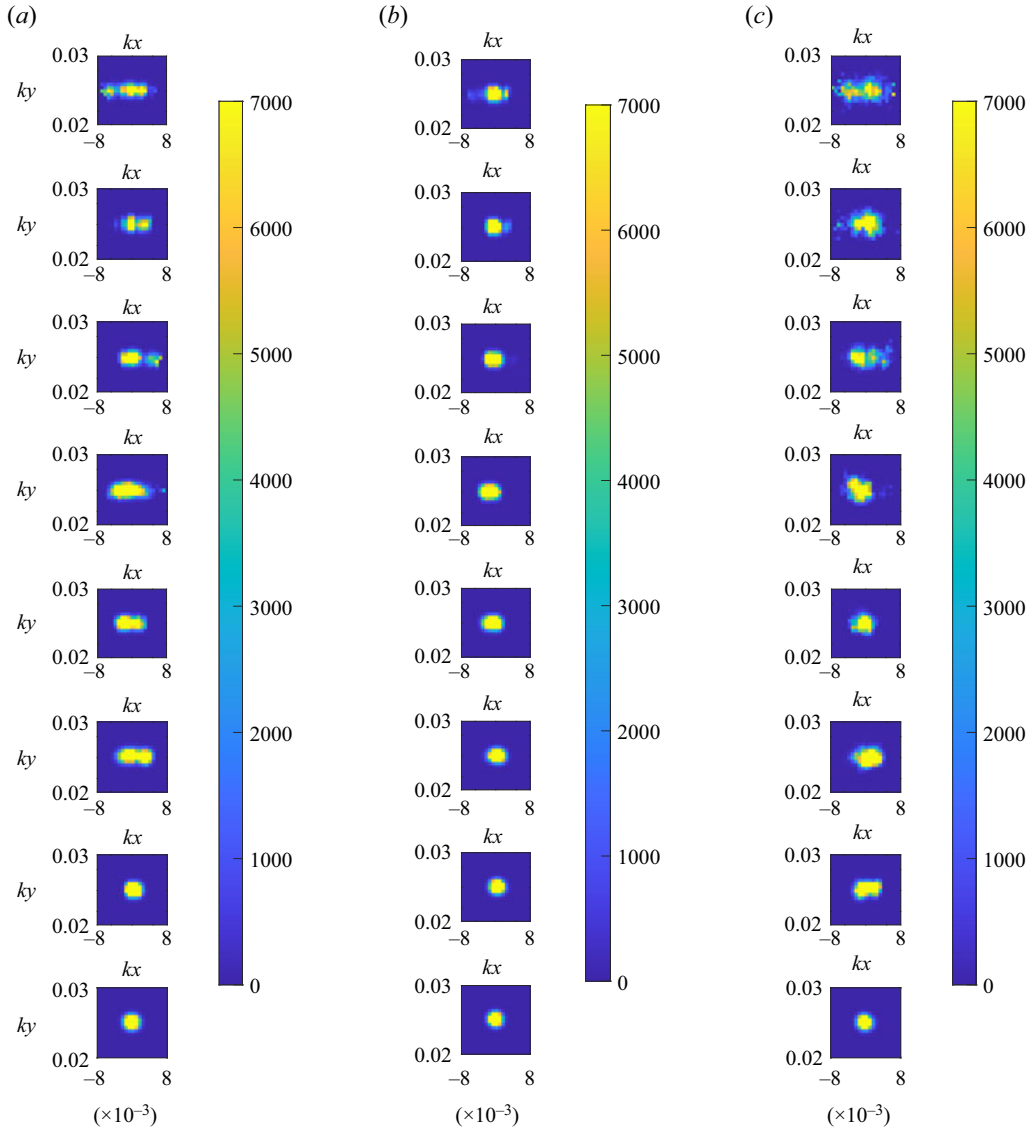 (a) (b) (c)
kx kx kx
0.03 0.03 0.03
ky
0.02 0.02 0.02
–8 8 –8 8 –8 8
7000 7000 7000
0.03 0.03 0.03
ky
0.02 0.02 0.02
–8 8 –8 8 –8 8
6000 6000 6000
kx kx kx
0.03 0.03 0.03
ky
0.02 0.02 0.02
–8 8 –8 8 –8 8
5000 5000 5000
kx kx kx
0.03 0.03 0.03
ky
0.02 0.02 0.02
–8 8 –8 8 –8 8
4000 4000 4000
kx kx kx
0.03 0.03 0.03
ky
0.02 0.02 0.02
–8 8 –8 8 –8 8
3000 3000 3000
kx kx kx
0.03 0.03 0.03
ky
0.02 0.02 0.02
–8 8 –8 8 –8 8
2000 2000 2000
kx kx kx
0.03 0.03 0.03
ky
0.02 0.02 0.02
–8 8 –8 8 –8 8
1000 1000 1000
kx kx kx
0.03 0.03 0.03
ky
0.02 0.02 0.02
–8 8 –8 8 –8 8
0 0 0
(×10–3) (×10–3) (×10–3)